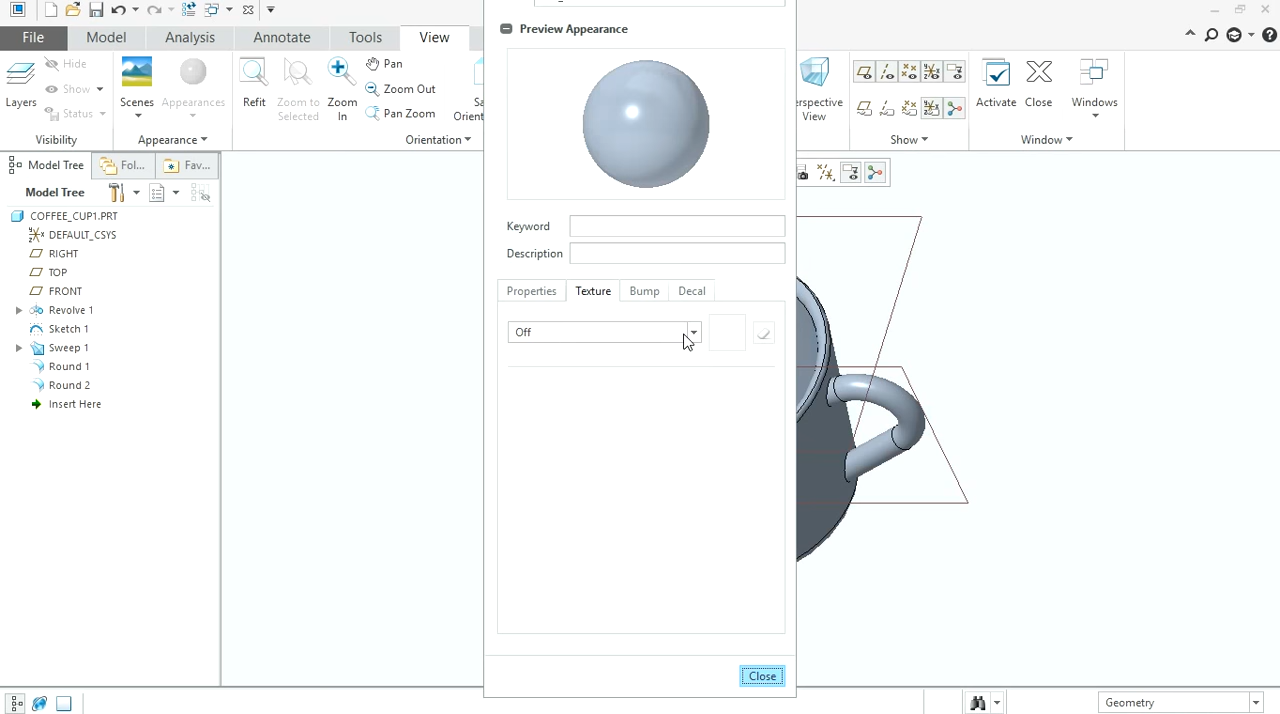 File Model Analysis Annotate Tools View
Hide
Show
Status
Layers
Visibility
Scenes
Appearances
Appearance
Refit
Zoom to Selected
Zoom In
Pan
Zoom Out
Pan Zoom
Orientation
Activate
Close
Windows
Show
Window
View
Model Tree Fol... Fav...
Model Tree
COFFEE_CUP1.PRT
DEFAULT_CSYS
RIGHT
TOP
FRONT
Revolve 1
Sketch 1
Sweep 1
Round 1
Round 2
Insert Here
Preview Appearance
Keyword
Description
Properties Texture Bump Decal
Off
Close
Geometry